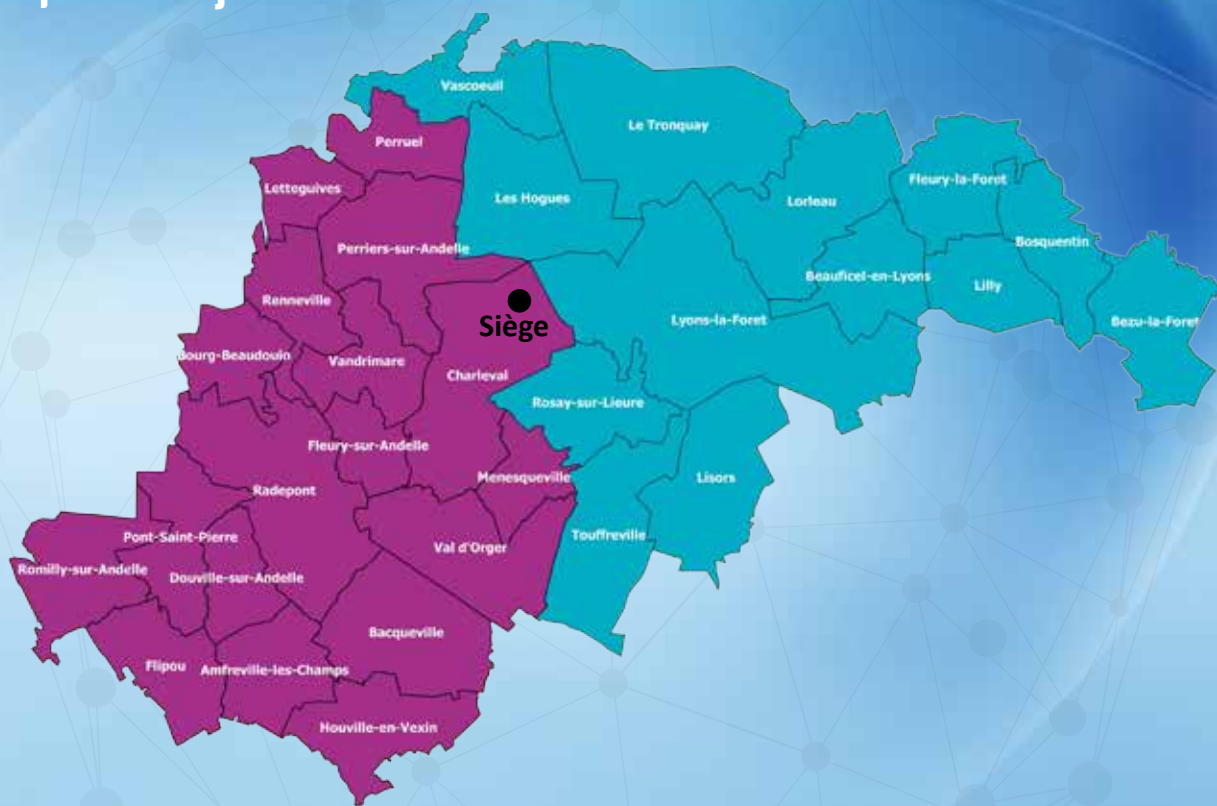 Vascoeuil
Le Tronquay
Perruel
Fleury-la-Foret
Letteguives
Les Hogues
Lorleau
Perriers-sur-Andelle
Bosquentin
Beauficel-en-Lyons
Lilly
Renneville
Siège
Lyons-la-Foret
Bezu-la-Foret
Bourg-Beaudouin
Vandrimare
Charleval
Rosay-sur-Lieure
Fleury-sur-Andelle
Menesqueville
Lisors
Radepont
Touffreville
Pont-Saint-Pierre
Val d'Orger
Romilly-sur-Andelle
Douville-sur-Andelle
Bacqueville
Flipou
Amfreville-les-Champs
Houville-en-Vexin